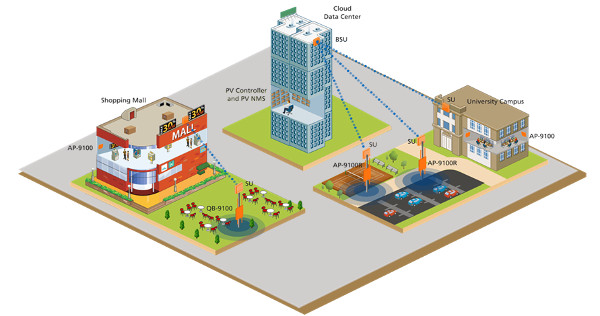 Cloud
Data Center
BSU
PV Controller
and PV NMS
Shopping Mall
MALL
AP-9100
SU
QB-9100
SU
AP-9100R
SU
AP-9100R
SU
University Campus
AP-9100